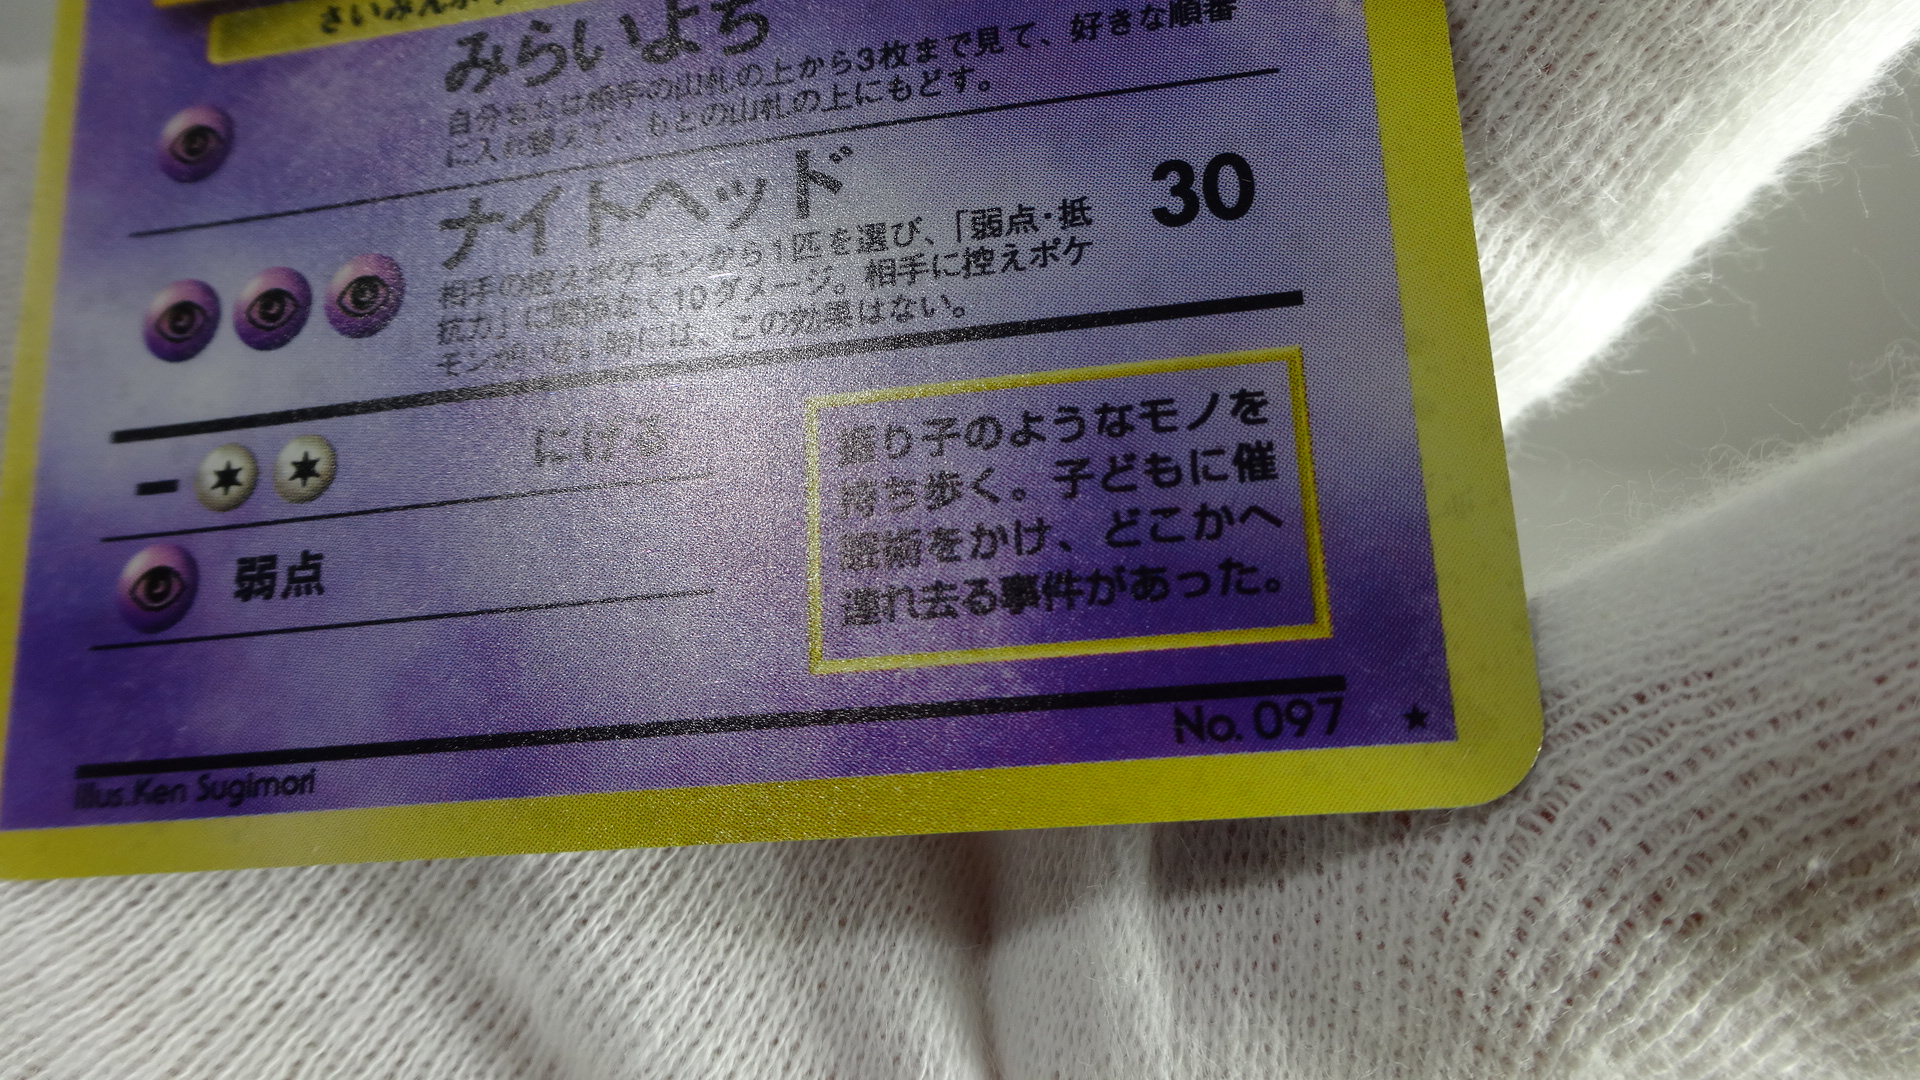 さいみんポケ
みらいよち
自分または相手の山札の上から3枚まで見て、好きな順番
に入れ替えて、もとの山札の上にもどす。
ナイトヘッド 30
相手の控えポケモンから1匹を選び、「弱点・抵
抗力」に関係なく10ダメージ。相手に控えポケ
モンがいない時には、この効果はない。
にげる
弱点
振り子のようなモノを
持ち歩く。子どもに催
眠術をかけ、どこかへ
連れ去る事件があった。
No. 097 ★
Illus. Ken Sugimori